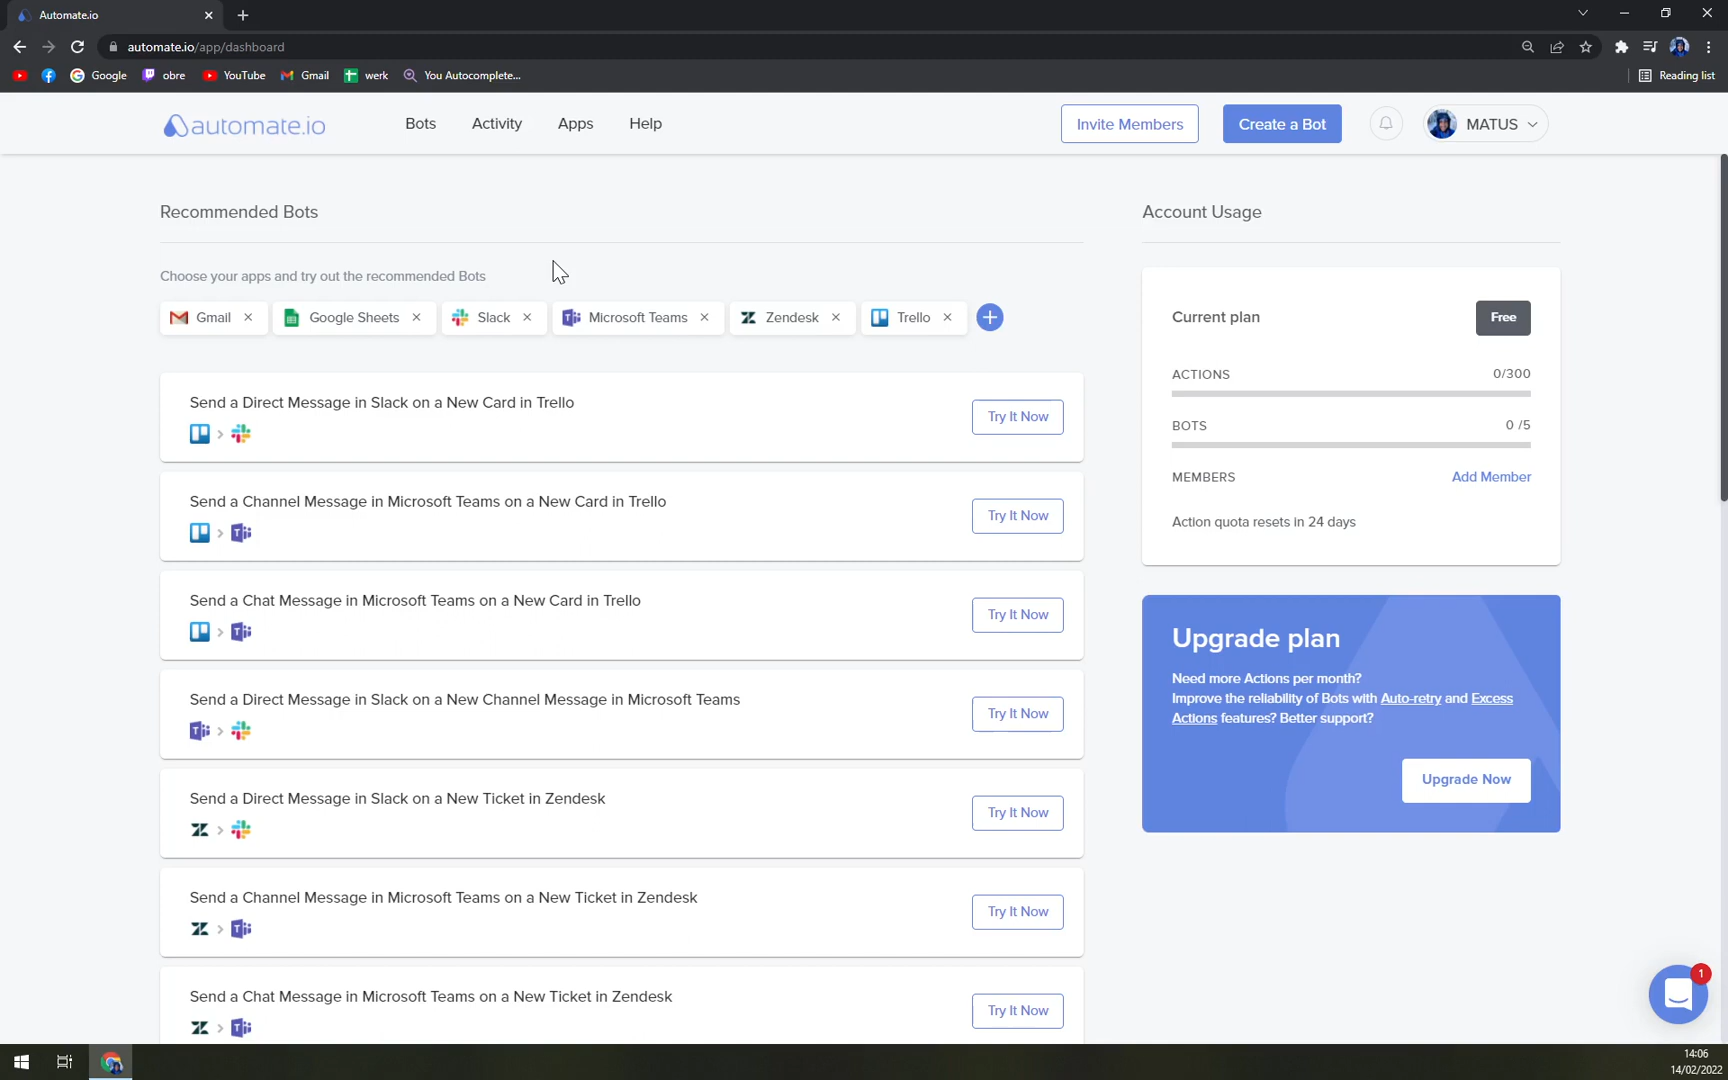 Automate.io
automate.io/app/dashboard
Google
obre
YouTube
Gmail
werk
You Autocomplete...
Reading list
automate.io
Bots
Activity
Apps
Help
Invite Members
Create a Bot
MATUS
Recommended Bots
Choose your apps and try out the recommended Bots
Gmail
Google Sheets
Slack
Microsoft Teams
Zendesk
Trello
Send a Direct Message in Slack on a New Card in Trello
Try It Now
Send a Channel Message in Microsoft Teams on a New Card in Trello
Try It Now
Send a Chat Message in Microsoft Teams on a New Card in Trello
Try It Now
Send a Direct Message in Slack on a New Channel Message in Microsoft Teams
Try It Now
Send a Direct Message in Slack on a New Ticket in Zendesk
Try It Now
Send a Channel Message in Microsoft Teams on a New Ticket in Zendesk
Try It Now
Send a Chat Message in Microsoft Teams on a New Ticket in Zendesk
Try It Now
Account Usage
Current plan
Free
ACTIONS 0/300
BOTS 0 /5
MEMBERS Add Member
Action quota resets in 24 days
Upgrade plan
Need more Actions per month?
Improve the reliability of Bots with Auto-retry and Excess
Actions features? Better support?
Upgrade Now
1
14:06
14/02/2022